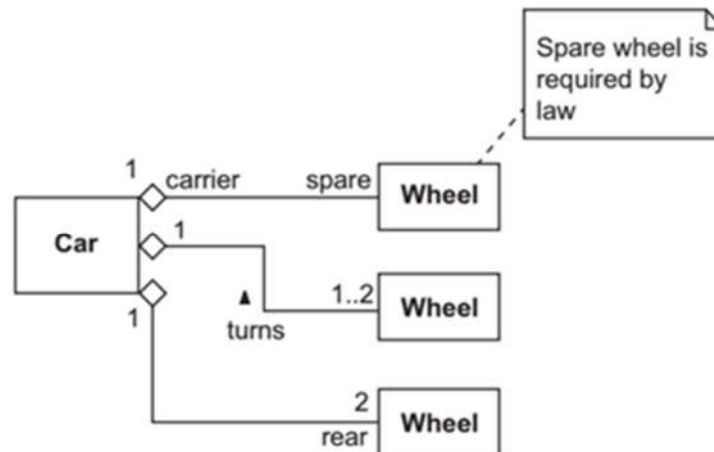 Spare wheel is
required by
law
1
carrier
spare
Wheel
Car
1
1..2
Wheel
turns
1
2
rear
Wheel